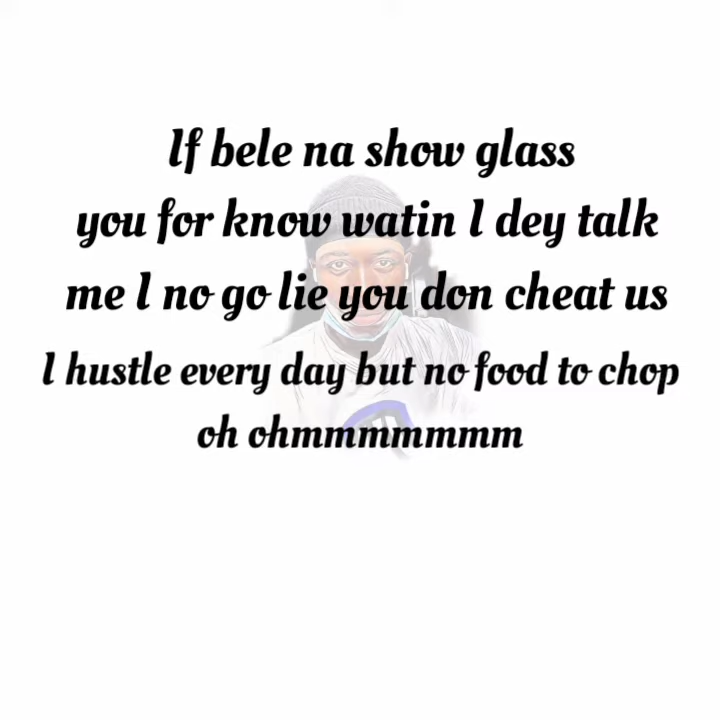 If bele na show glass
you for know watin I dey talk
me I no go lie you don cheat us
I hustle every day but no food to chop
oh ohmmmmmmm